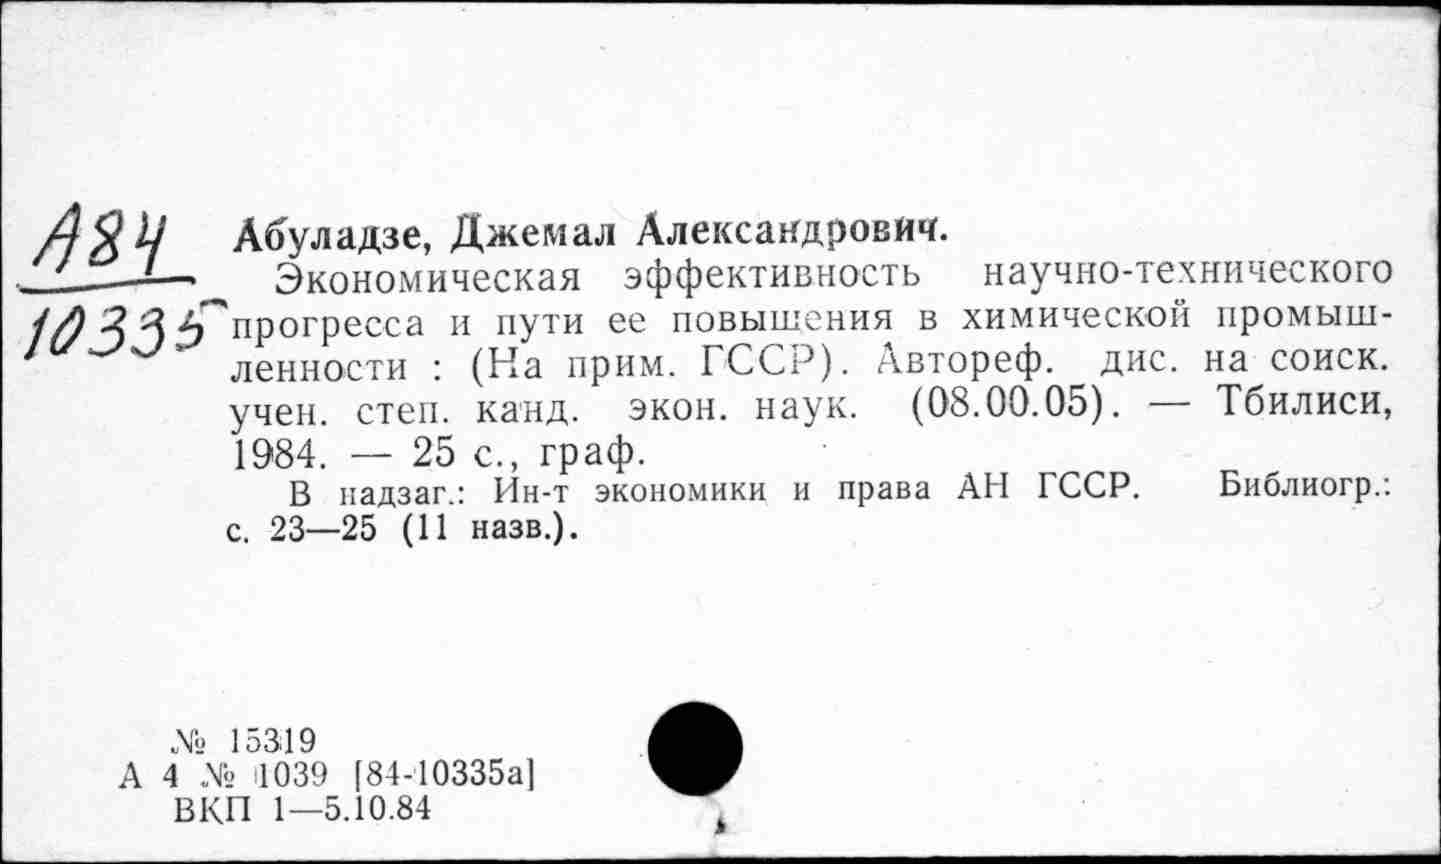 А84 Абуладзе, Джемал Александрович.
Экономическая эффективность научно-технического
10335 прогресса и пути ее повышения в химической промыш-
ленности : (На прим. ГССР). Автореф. дис. на соиск.
учен. степ. канд. экон. наук. (08.00.05). — Тбилиси,
1984. — 25 с., граф.
В надзаг.: Ин-т экономики и права АН ГССР. Библиогр.:
с. 23—25 (11 назв.).
№ 15319
А 4 № 1039 [84-10335а]
ВКП 1—5.10.84